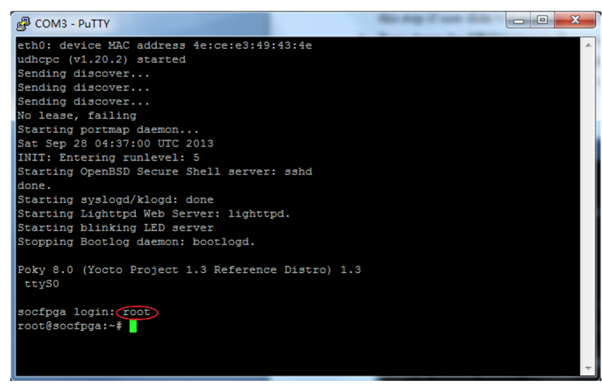 COM3 - PuTTY
eth0: device MAC address 4e:ce:e3:49:43:4e
udhcpc (v1.20.2) started
Sending discover...
Sending discover...
Sending discover...
No lease, failing
Starting portmap daemon...
Sat Sep 28 04:37:00 UTC 2013
INIT: Entering runlevel: 5
Starting OpenBSD Secure Shell server: sshd
done.
Starting syslogd/klogd: done
Starting Lighttpd Web Server: lighttpd.
Starting blinking LED server
Stopping Bootlog daemon: bootlogd.
Poky 8.0 (Yocto Project 1.3 Reference Distro) 1.3
ttyS0
socfpga login: root
root@socfpga:~#